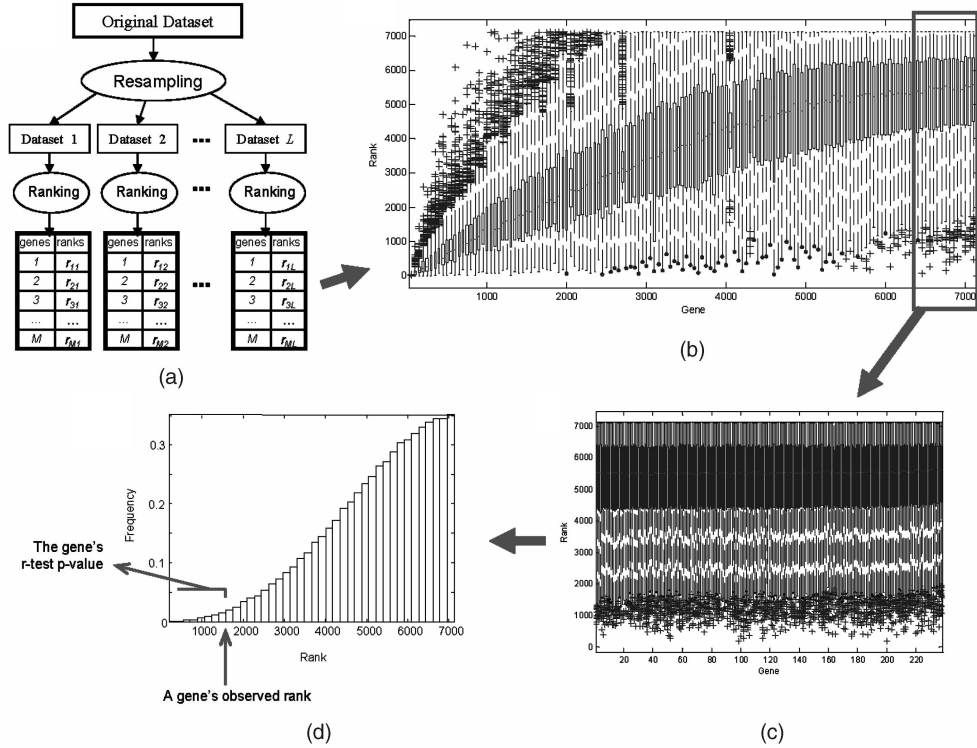 Original Dataset
Resampling
Dataset 1
Dataset 2
...
Dataset L
Ranking
Ranking
...
Ranking
genes ranks
genes ranks
genes ranks
1 r11
1 r12
1 r1L
2 r21
2 r22
...
2 r2L
3 r31
3 r32
3 r3L
... ...
... ...
... ...
M rM1
M rM2
M rML
(a)
Rank
7000
6000
5000
4000
3000
2000
1000
0
1000 2000 3000 4000 5000 6000 7000
Gene
(b)
Rank
7000
6000
5000
4000
3000
2000
1000
0
20 40 60 80 100 120 140 160 180 200 220
Gene
(c)
Frequency
0.3
0.2
0.1
0
1000 2000 3000 4000 5000 6000 7000
Rank
The gene's
r-test p-value
A gene's observed rank
(d)